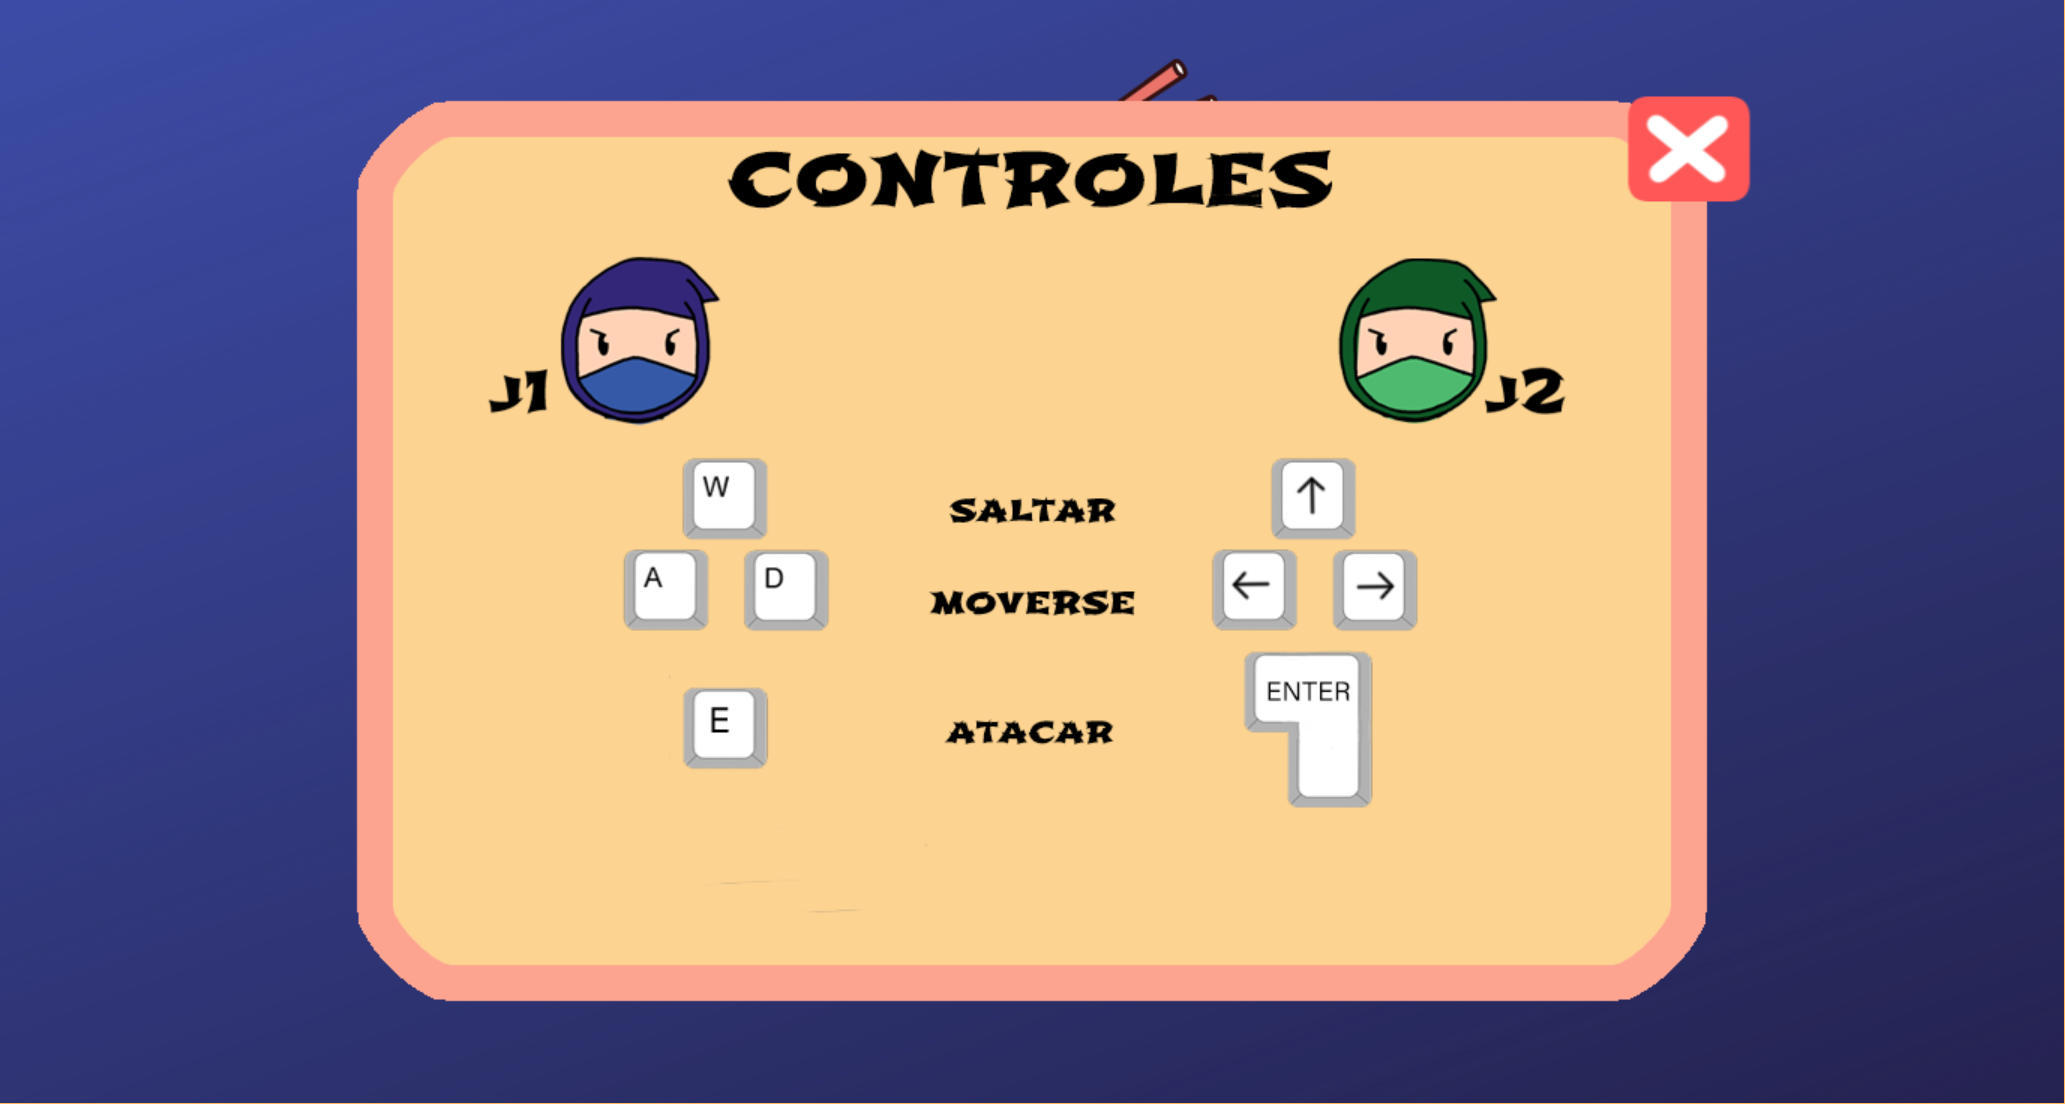 CONTROLES
J1
J2
W
SALTAR
↑
A D
MOVERSE
← →
E
ATACAR
ENTER